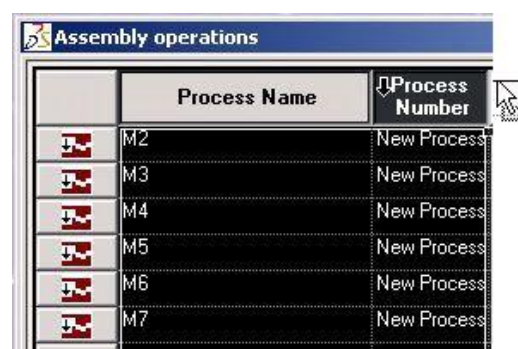 Assembly operations
Process Name
Process
Number
M2 New Process
M3 New Process
M4 New Process
M5 New Process
M6 New Process
M7 New Process